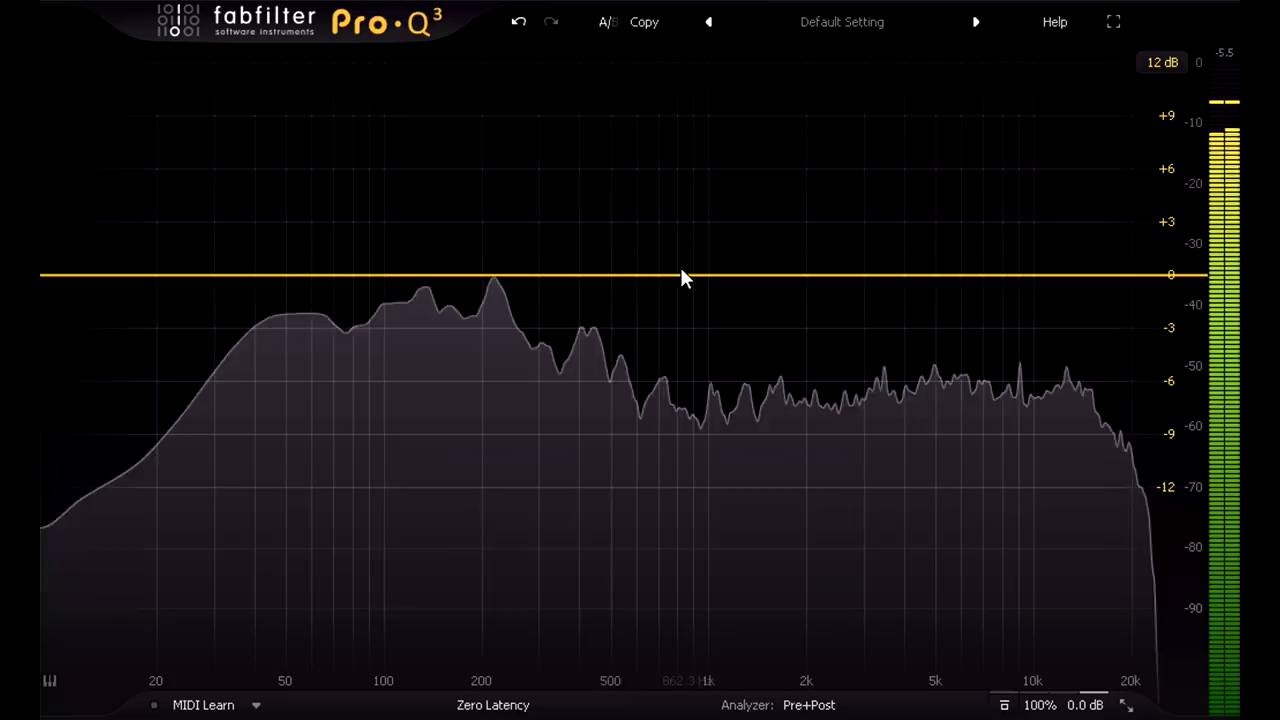 fabfilter
software instruments
Pro·Q³
A/B Copy Default Setting Help
12 dB 0 -5.5
+9 -10
+6 -20
+3 -30
0
-40
-3
-50
-6
-60
-9
-12 -70
-80
-90
20 50 100 200 500 1k 2k 5k 10k 20k
MIDI Learn Zero Latency Analyzer: Pre+Post 100% 0.0 dB